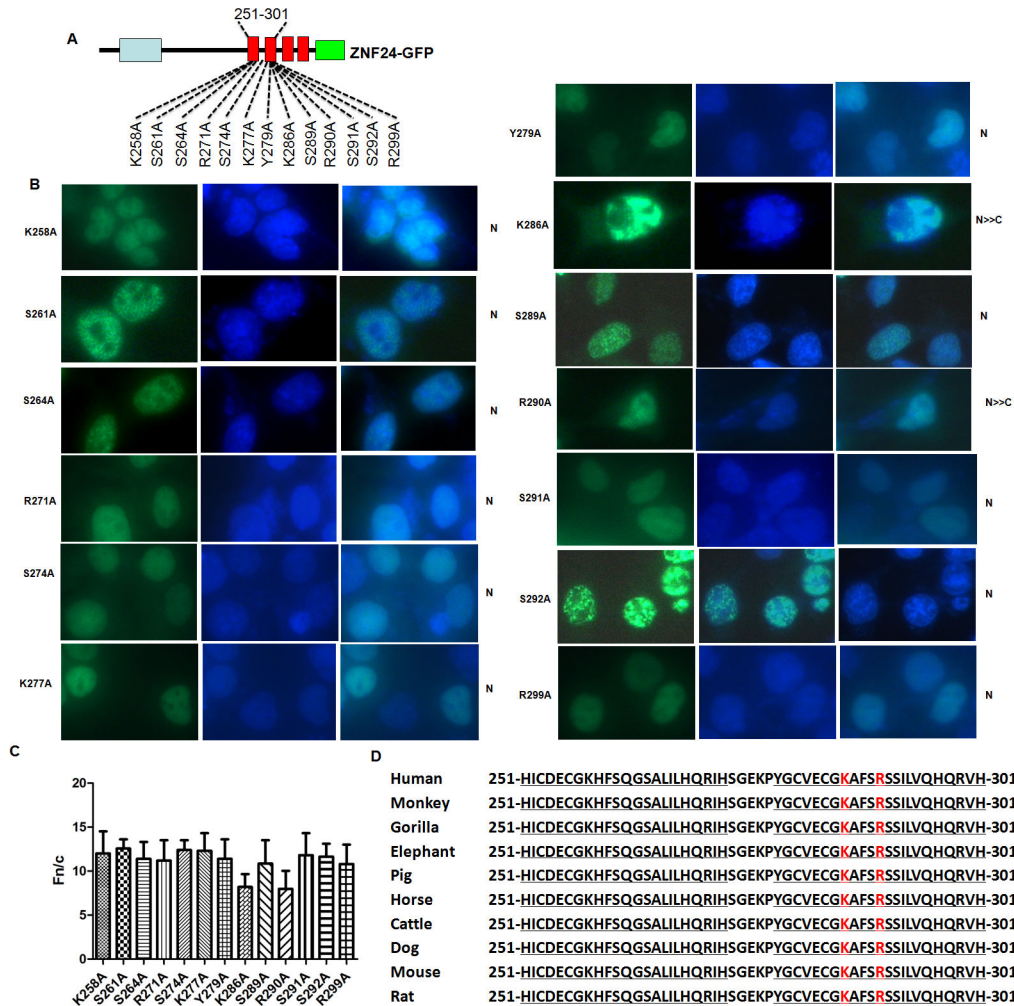 A
251-301
ZNF24-GFP
K258A
S261A
S264A
R271A
S274A
K277A
Y279A
K286A
S289A
R290A
S291A
S292A
R299A
B
K258A
N
S261A
N
S264A
N
R271A
N
S274A
N
K277A
N
Y279A
N
K286A
N>>C
S289A
N
R290A
N>>C
S291A
N
S292A
N
R299A
N
C
Fn/c
20
15
10
5
0
K258A
S261A
S264A
R271A
S274A
K277A
Y279A
K286A
S289A
R290A
S291A
S292A
R299A
D
Human 251-HICDECGKHFSQGSALILHQRIHSGEKPYGCVECGKAFSRSSILVQHQRVH-301
Monkey 251-HICDECGKHFSQGSALILHQRIHSGEKPYGCVECGKAFSRSSILVQHQRVH-301
Gorilla 251-HICDECGKHFSQGSALILHQRIHSGEKPYGCVECGKAFSRSSILVQHQRVH-301
Elephant 251-HICDECGKHFSQGSALILHQRIHSGEKPYGCVECGKAFSRSSILVQHQRVH-301
Pig 251-HICDECGKHFSQGSALILHQRIHSGEKPYGCVECGKAFSRSSILVQHQRVH-301
Horse 251-HICDECGKHFSQGSALILHQRIHSGEKPYGCVECGKAFSRSSILVQHQRVH-301
Cattle 251-HICDECGKHFSQGSALILHQRIHSGEKPYGCVECGKAFSRSSILVQHQRVH-301
Dog 251-HICDECGKHFSQGSALILHQRIHSGEKPYGCVECGKAFSRSSILVQHQRVH-301
Mouse 251-HICDECGKHFSQGSALILHQRIHSGEKPYGCVECGKAFSRSSILVQHQRVH-301
Rat 251-HICDECGKHFSQGSALILHQRIHSGEKPYGCVECGKAFSRSSILVQHQRVH-301